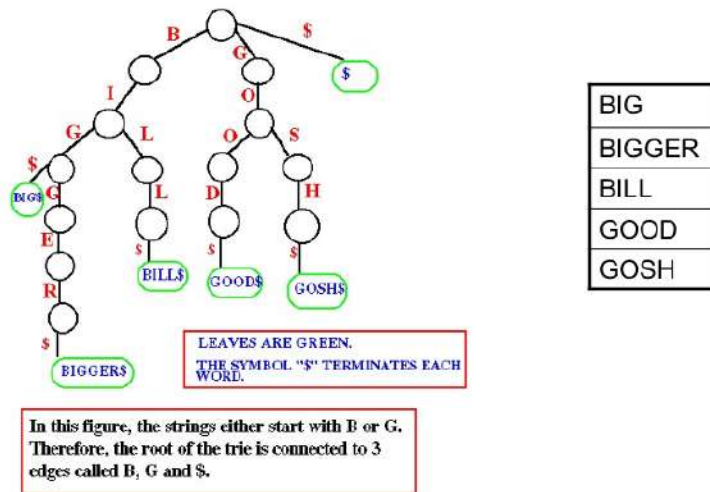 B
G
$
$
I
O
G
L
O
S
$
G
BIG$
L
D
H
E
$
$
$
BILL$
GOOD$
GOSH$
R
$
BIGGER$
LEAVES ARE GREEN.
THE SYMBOL "$" TERMINATES EACH
WORD.
In this figure, the strings either start with B or G.
Therefore, the root of the trie is connected to 3
edges called B, G and $.
BIG
BIGGER
BILL
GOOD
GOSH